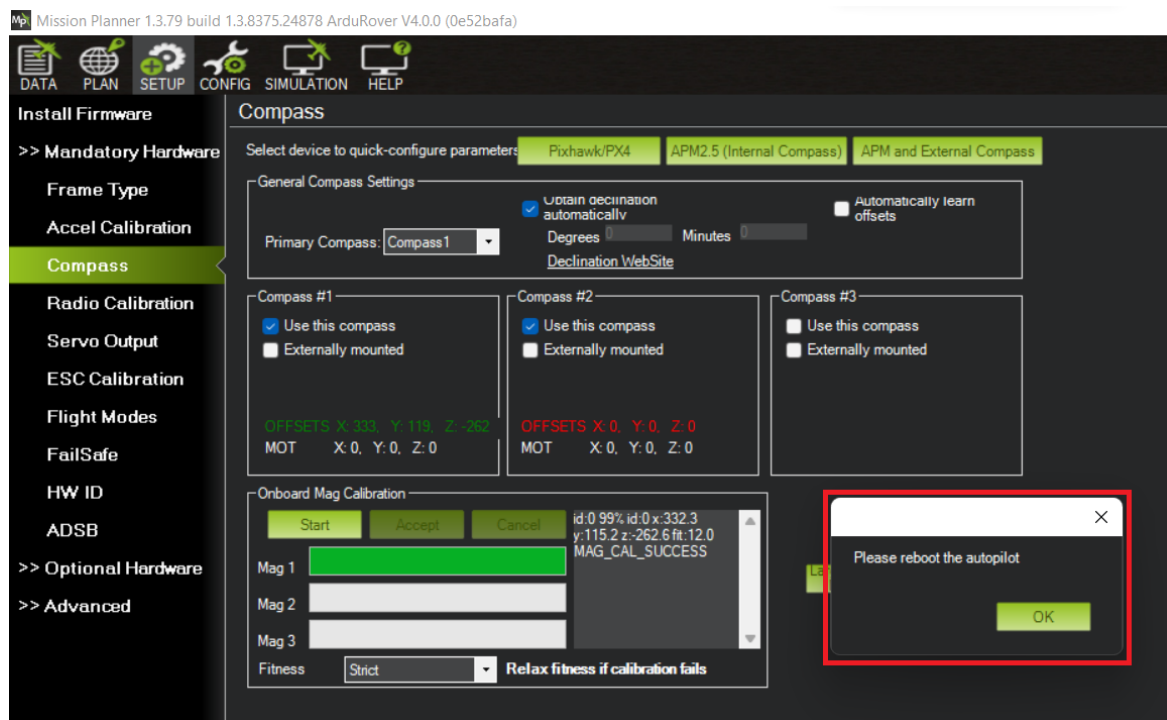 Mission Planner 1.3.79 build 1.3.8375.24878 ArduRover V4.0.0 (0e52bafa)
DATA PLAN SETUP CONFIG SIMULATION HELP
Install Firmware
>> Mandatory Hardware
Frame Type
Accel Calibration
Compass
Radio Calibration
Servo Output
ESC Calibration
Flight Modes
FailSafe
HW ID
ADSB
>> Optional Hardware
>> Advanced
Compass
Select device to quick-configure parameters
Pixhawk/PX4
APM2.5 (Internal Compass)
APM and External Compass
General Compass Settings
Primary Compass: Compass1
Obtain declination
automatically
Degrees 0 Minutes 0
Declination WebSite
Automatically learn
offsets
Compass #1
Use this compass
Externally mounted
OFFSETS X: 333, Y: 119, Z: -262
MOT X: 0, Y: 0, Z: 0
Compass #2
Use this compass
Externally mounted
OFFSETS X: 0, Y: 0, Z: 0
MOT X: 0, Y: 0, Z: 0
Compass #3
Use this compass
Externally mounted
Onboard Mag Calibration
Start Accept Cancel
Mag 1
Mag 2
Mag 3
id:0 99% id:0 x:332.3
y:115.2 z:-262.6 fit:12.0
MAG_CAL_SUCCESS
Fitness Strict Relax fitness if calibration fails
Please reboot the autopilot
OK